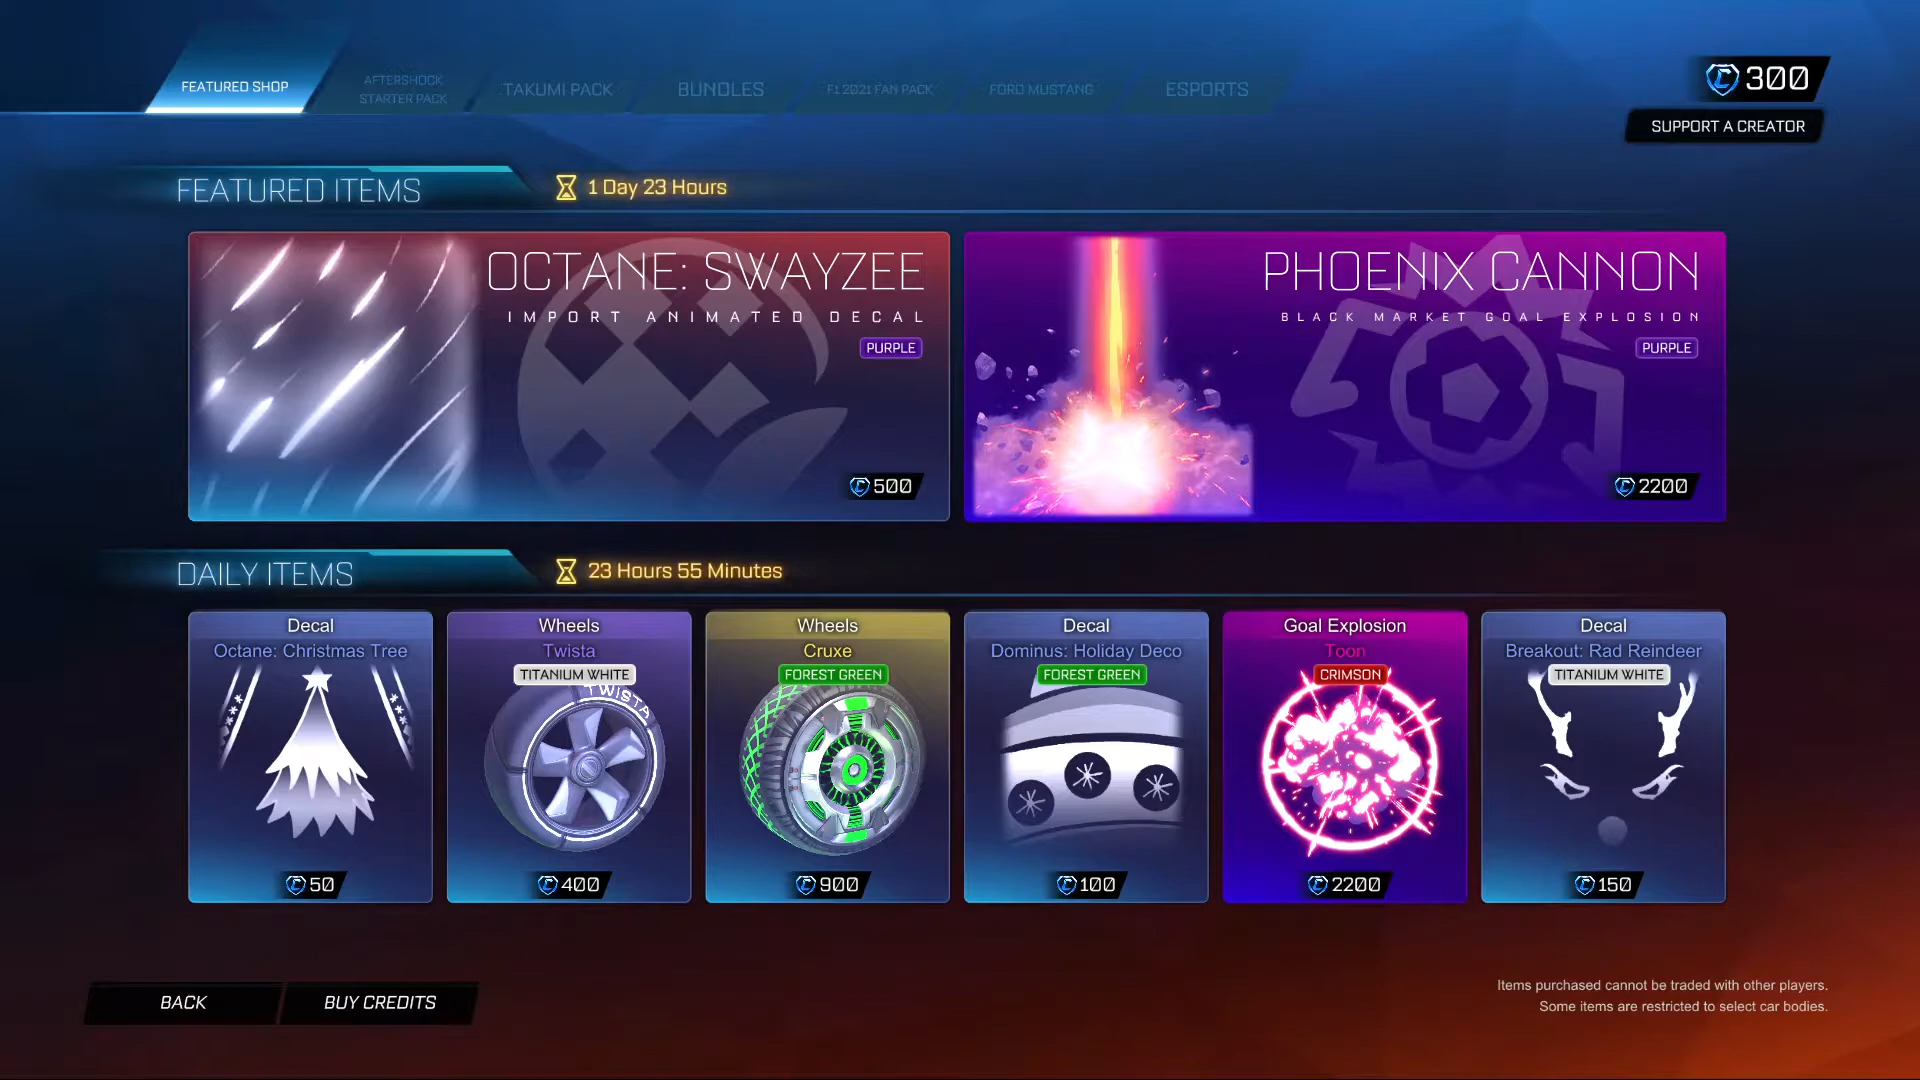 FEATURED SHOP
AFTERSHOCK
STARTER PACK
TAKUMI PACK
BUNDLES
F1 2021 FAN PACK
FORD MUSTANG
ESPORTS
300
SUPPORT A CREATOR
FEATURED ITEMS
1 Day 23 Hours
OCTANE: SWAYZEE
IMPORT ANIMATED DECAL
PURPLE
500
PHOENIX CANNON
BLACK MARKET GOAL EXPLOSION
PURPLE
2200
DAILY ITEMS
23 Hours 55 Minutes
Decal
Octane: Christmas Tree
50
Wheels
Twista
TITANIUM WHITE
TWISTA
400
Wheels
Cruxe
FOREST GREEN
900
Decal
Dominus: Holiday Deco
FOREST GREEN
100
Goal Explosion
Toon
CRIMSON
2200
Decal
Breakout: Rad Reindeer
TITANIUM WHITE
150
BACK
BUY CREDITS
Items purchased cannot be traded with other players.
Some items are restricted to select car bodies.